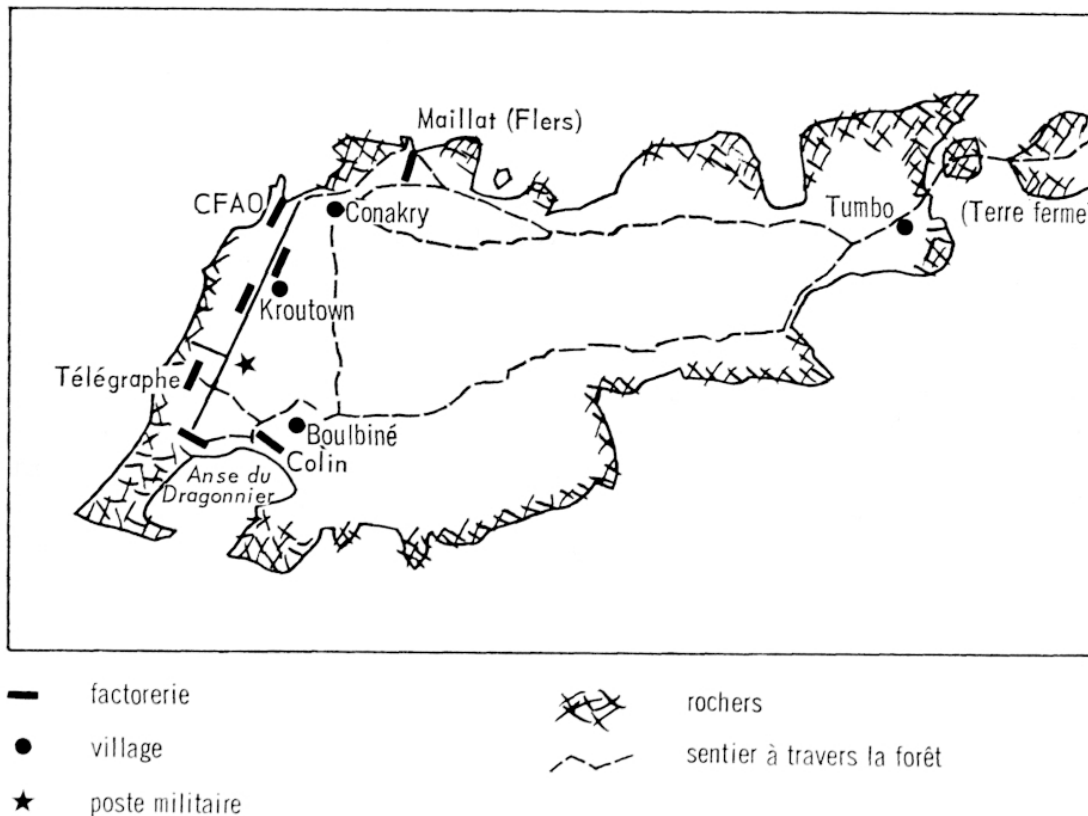 Maillat (Flers)
CFAO
Conakry
Tumbo
(Terre ferme)
Kroutown
Télégraphe
Boulbiné
Colin
Anse du
Dragonnier
factorerie
village
poste militaire
rochers
sentier à travers la forêt